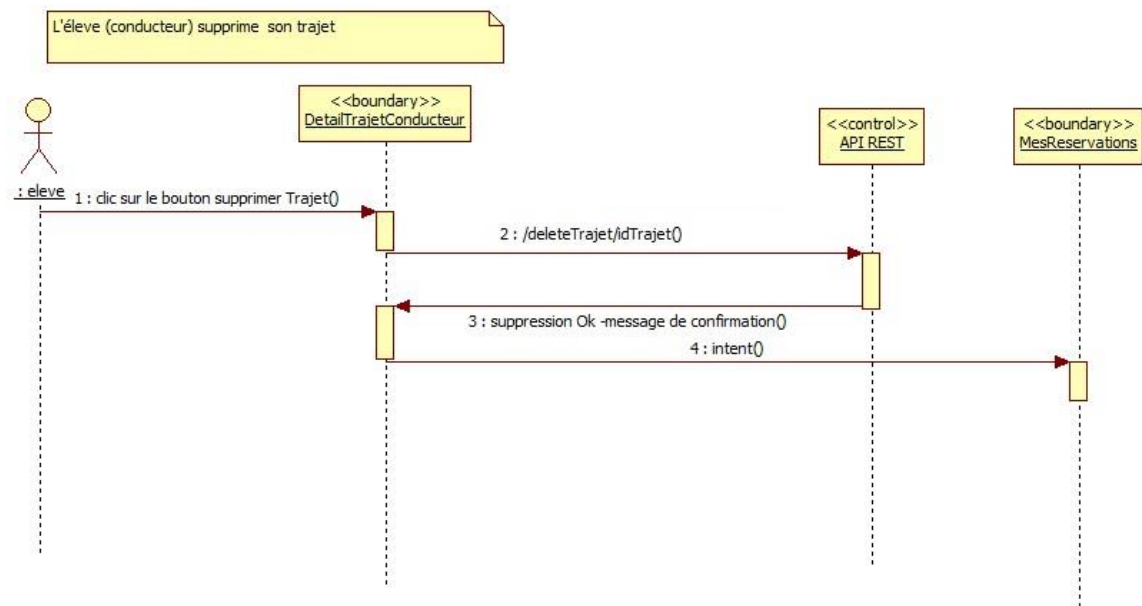 L'éleve (conducteur) supprime son trajet
<<boundary>>
DetailTrajetConducteur
<<control>>
API REST
<<boundary>>
MesReservations
: eleve
1 : clic sur le bouton supprimer Trajet()
2 : /deleteTrajet/idTrajet()
3 : suppression Ok -message de confirmation()
4 : intent()